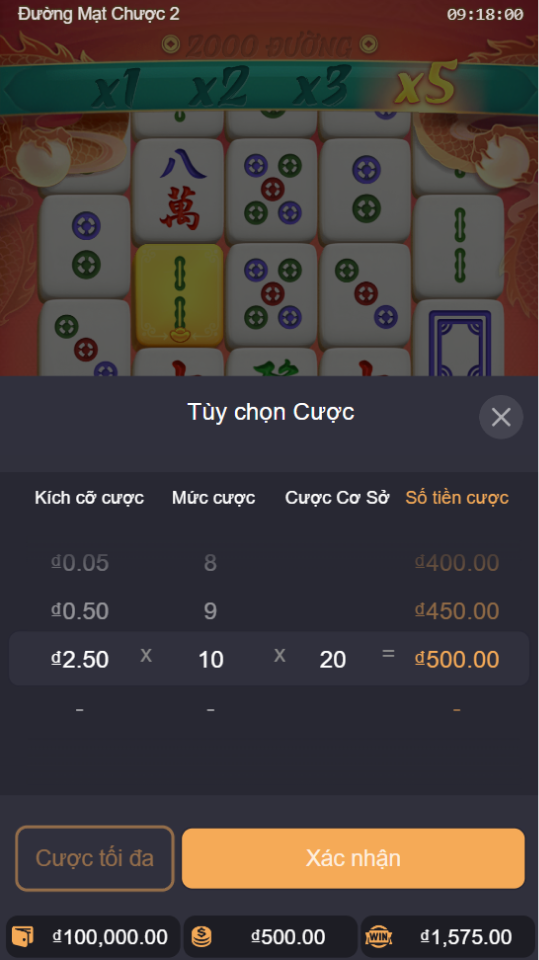 Đường Mạt Chược 2 09:18:00
2000 ĐƯỜNG
x1 x2 x3 x5
八
萬
Tùy chọn Cược
Kích cỡ cược Mức cược Cược Cơ Sở Số tiền cược
₫0.05 8 ₫400.00
₫0.50 9 ₫450.00
₫2.50 x 10 x 20 = ₫500.00
- - -
Cược tối đa Xác nhận
₫100,000.00 ₫500.00 WIN ₫1,575.00